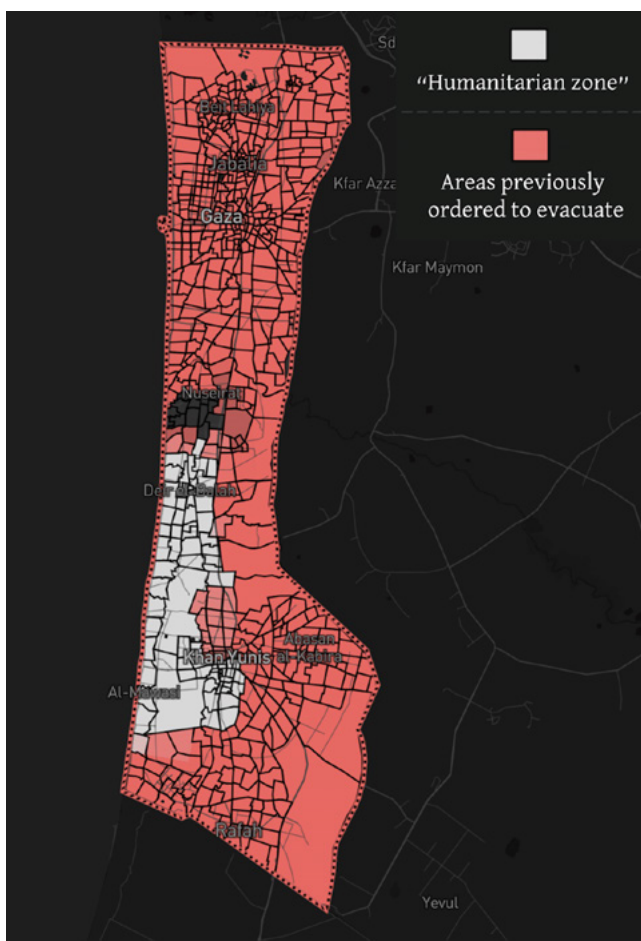 Sd
"Humanitarian zone"
Areas previously
ordered to evacuate
Beit Lahiya
Jabalia
Kfar Azza
Gaza
Kfar Maymon
Nuseirat
Deir al-Balah
Abasan
al-Kabira
Khan Yunis
Al-Mawasi
Rafah
Yevul